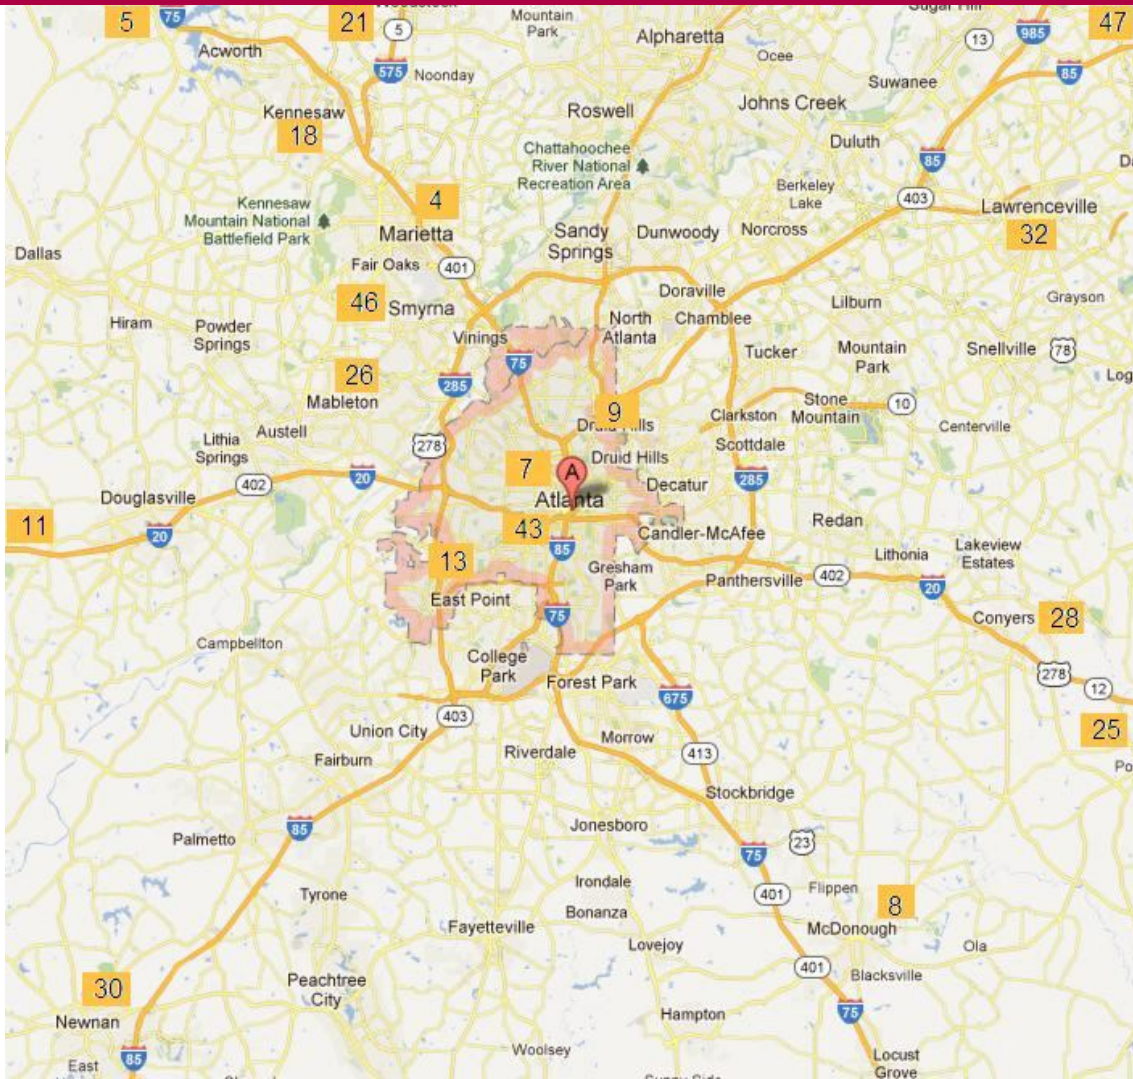 5
75
21
5
Mountain
Park
Alpharetta
13
985
47
Acworth
575
Noonday
Ocee
Suwanee
85
Kennesaw
18
Roswell
Johns Creek
Duluth
Chattahoochee
River National
Recreation Area
85
Kennesaw
Mountain National
Battlefield Park
4
Marietta
Berkeley
Lake
403
Lawrenceville
32
Sandy
Springs
Dunwoody
Norcross
Dallas
Fair Oaks
401
46
Smyrna
Doraville
Lilburn
Grayson
Hiram
Powder
Springs
Vinings
North
Atlanta
Chamblee
75
Tucker
Mountain
Park
Snellville
78
26
Mableton
285
Log
9
Druid Hills
Clarkston
Stone
Mountain
10
Centerville
Lithia
Springs
Austell
278
Scottdale
Druid Hills
7
A
Atlanta
Decatur
285
20
402
Douglasville
11
20
43
85
Candler-McAfee
Redan
Lithonia
Lakeview
Estates
13
East Point
Gresham
Park
Panthersville
402
20
75
Conyers
28
Campbellton
College
Park
Forest Park
675
278
12
403
Union City
Morrow
413
25
Fairburn
Riverdale
Po
Stockbridge
85
Palmetto
Jonesboro
75
23
Tyrone
Irondale
Bonanza
401
Flippen
8
McDonough
Fayetteville
Lovejoy
Ola
401
Blacksville
30
Newnan
Peachtree
City
Hampton
75
85
East
Woolsey
Locust
Grove